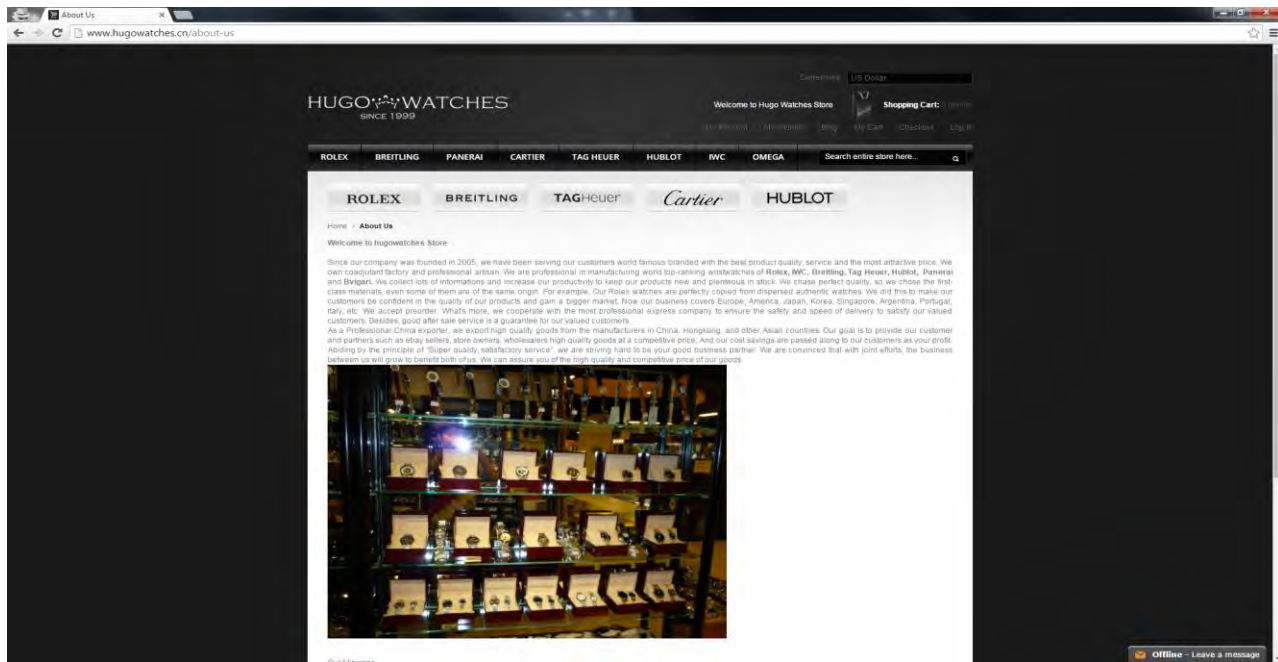 About Us
www.hugowatches.cn/about-us
Currencies US Dollar
HUGO WATCHES
SINCE 1999
Welcome to Hugo Watches Store Shopping Cart:
My Cart Checkout Log In
ROLEX BREITLING PANERAI CARTIER TAG HEUER HUBLOT IWC OMEGA Search entire store here...
ROLEX BREITLING TAGHeuer Cartier HUBLOT
Home > About Us
Welcome to hugowatches Store
Since our company was founded in 2005, we have been serving our customers world famous branded with the best product quality, service and the most attractive price. We
own coadjutant factory and professional artisan. We are professional in manufacturing world top-ranking wristwatches of Rolex, IWC, Breitling, Tag Heuer, Hublot, Panerai
and Bvlgari. We collect lots of informations and increase our productivity to keep our products new and plenteous in stock. We chase perfect quality, so we chose the first-
class materials, even some of them are of the same origin. For example, Our Rolex watches are perfectly copied from dispersed authentic watches. We did this to make our
customers be confident in the quality of our products and gain a bigger market. Now our business covers Europe, America, Japan, Korea, Singapore, Argentina, Portugal,
Italy, etc. We accept preorder. What's more, we cooperate with the most professional express company to ensure the safety and speed of delivery to satisfy our valued
customers. Besides, good after sale service is a guarantee for our valued customers.
As a Professional China exporter, we export high quality goods from the manufacturers in China, Hongkong, and other Asian countries. Our goal is to provide our customer
and partners such as ebay sellers, store owners, wholesalers high quality goods at a competitive price. And our cost savings are passed along to our customers as your profit.
Abiding by the principle of "Super quality, satisfactory service", we are striving hard to be your good business partner. We are convinced that with joint efforts, the business
between us will grow to benefit both of us. We can assure you of the high quality and competitive price of our goods.
Offline - Leave a message